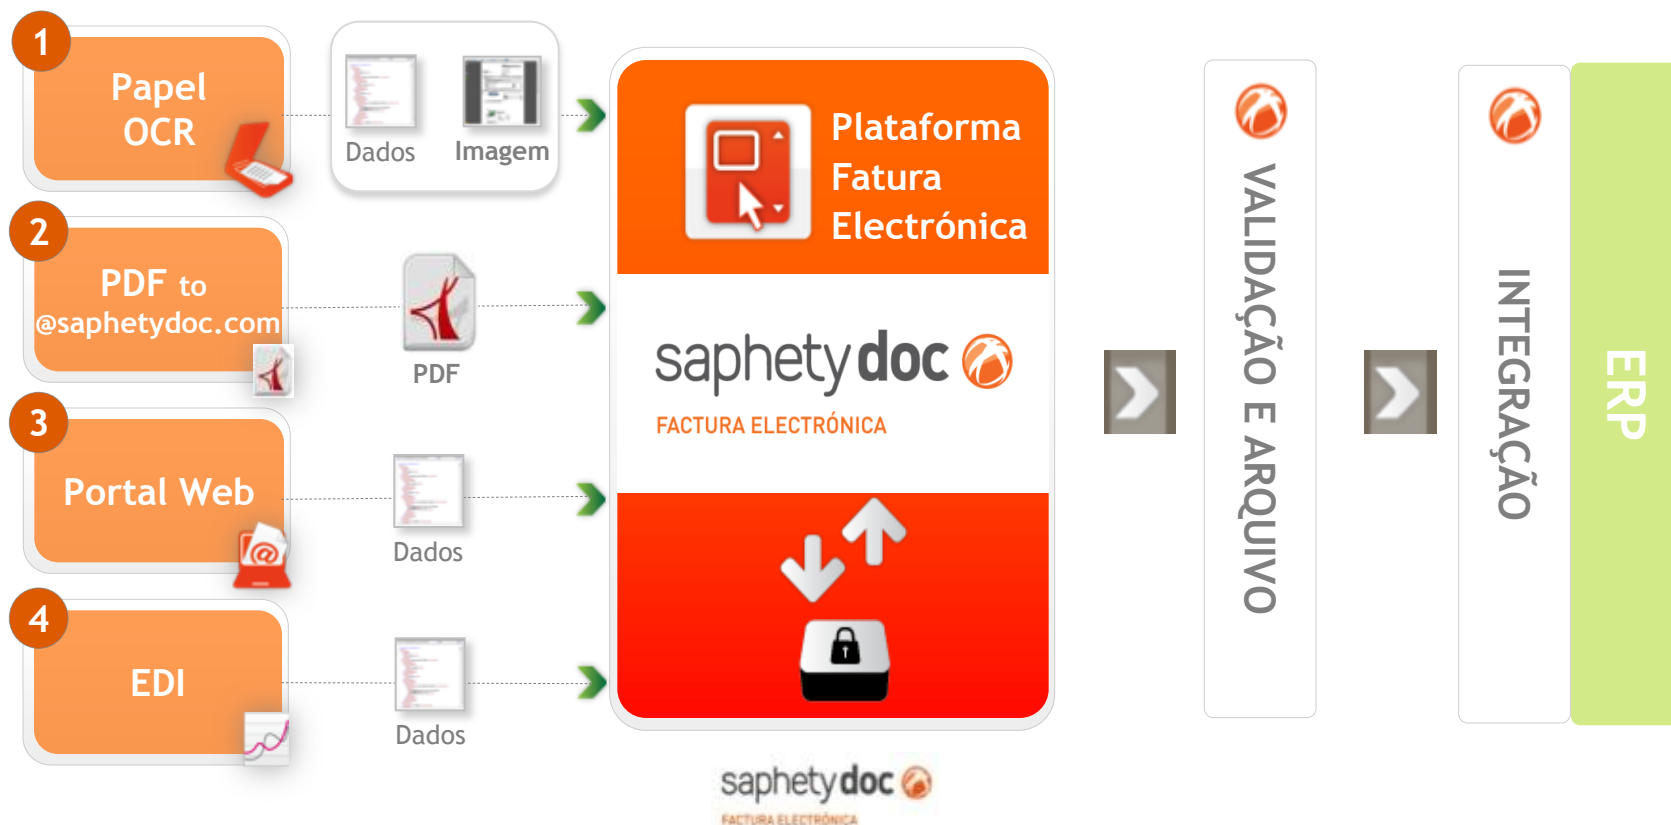 1
Papel
OCR
Dados
Imagem
2
PDF to
@saphetydoc.com
PDF
3
Portal Web
Dados
4
EDI
Dados
Plataforma
Fatura
Electrónica
saphetydoc
FACTURA ELECTRÓNICA
VALIDAÇÃO E ARQUIVO
INTEGRAÇÃO
ERP
saphetydoc
FACTURA ELECTRÓNICA